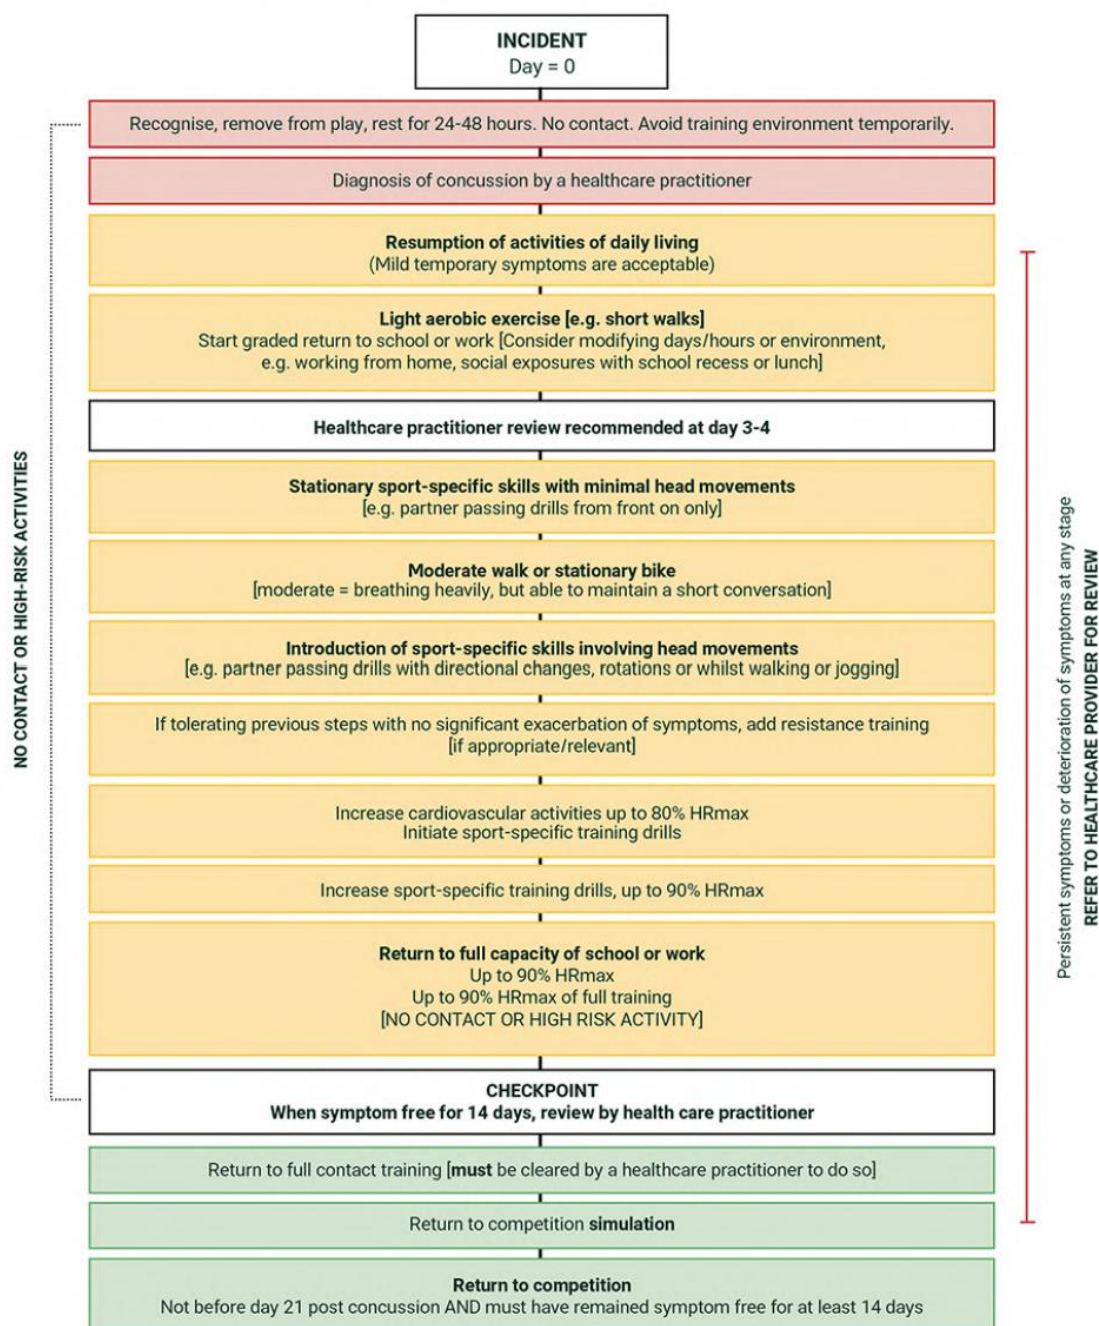 INCIDENT
Day = 0
Recognise, remove from play, rest for 24-48 hours. No contact. Avoid training environment temporarily.
Diagnosis of concussion by a healthcare practitioner
Resumption of activities of daily living
(Mild temporary symptoms are acceptable)
Light aerobic exercise [e.g. short walks]
Start graded return to school or work [Consider modifying days/hours or environment,
e.g. working from home, social exposures with school recess or lunch]
Healthcare practitioner review recommended at day 3-4
Stationary sport-specific skills with minimal head movements
[e.g. partner passing drills from front on only]
Moderate walk or stationary bike
[moderate = breathing heavily, but able to maintain a short conversation]
Introduction of sport-specific skills involving head movements
[e.g. partner passing drills with directional changes, rotations or whilst walking or jogging]
If tolerating previous steps with no significant exacerbation of symptoms, add resistance training
[if appropriate/relevant]
Increase cardiovascular activities up to 80% HRmax
Initiate sport-specific training drills
Increase sport-specific training drills, up to 90% HRmax
Return to full capacity of school or work
Up to 90% HRmax
Up to 90% HRmax of full training
[NO CONTACT OR HIGH RISK ACTIVITY]
CHECKPOINT
When symptom free for 14 days, review by health care practitioner
Return to full contact training [must be cleared by a healthcare practitioner to do so]
Return to competition simulation
Return to competition
Not before day 21 post concussion AND must have remained symptom free for at least 14 days
NO CONTACT OR HIGH-RISK ACTIVITIES
Persistent symptoms or deterioration of symptoms at any stage
REFER TO HEALTHCARE PROVIDER FOR REVIEW